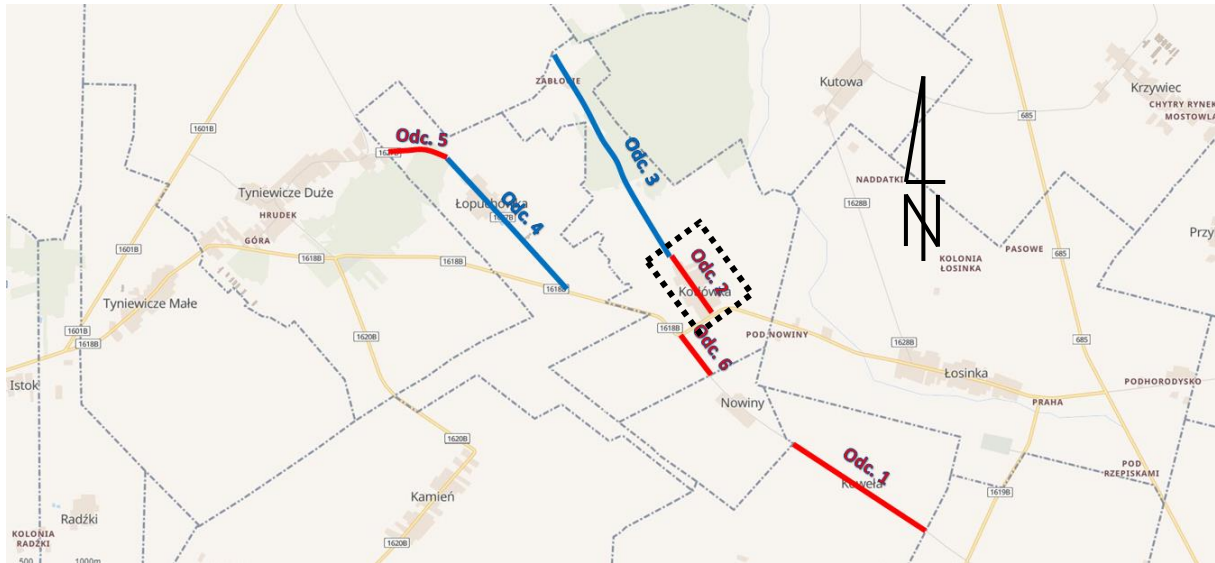 ZABŁOCIE
Kutowa
Krzywiec
CHYTRY RYNEK
MOSTOWLA
685
1601B
Odc. 5
Odc. 3
Tyniewicze Duże
HRUDEK
Łopuchówka
Odc. 4
NADDATKI
1628B
N
GÓRA
1601B
1618B
1618B
PASOWE
KOLONIA
ŁOSINKA
685
Przy
Odc. 2
Tyniewicze Małe
1618B
1618B
POD NOWINY
Odc. 6
1601B
1618B
1620B
1628B
685
Istok
Łosinka
PODHORODYSKO
Nowiny
PRAHA
1620B
Odc. 1
POD
RZEPISKAMI
Kamień
1619B
Radźki
KOLONIA
RADŹKI
1620B
500
1000m